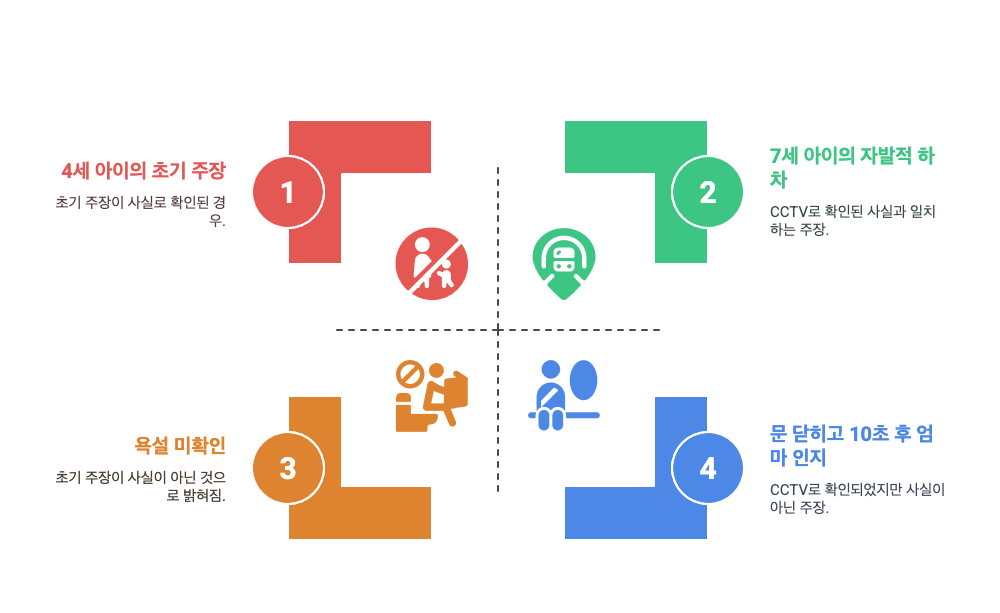 4세 아이의 초기 주장
초기 주장이 사실로 확인된 경
우.
1
2
7세 아이의 자발적 하
차
CCTV로 확인된 사실과 일치
하는 주장.
욕설 미확인
초기 주장이 사실이 아닌 것으
로 밝혀짐.
3
4
문 닫히고 10초 후 엄
마 인지
CCTV로 확인되었지만 사실이
아닌 주장.